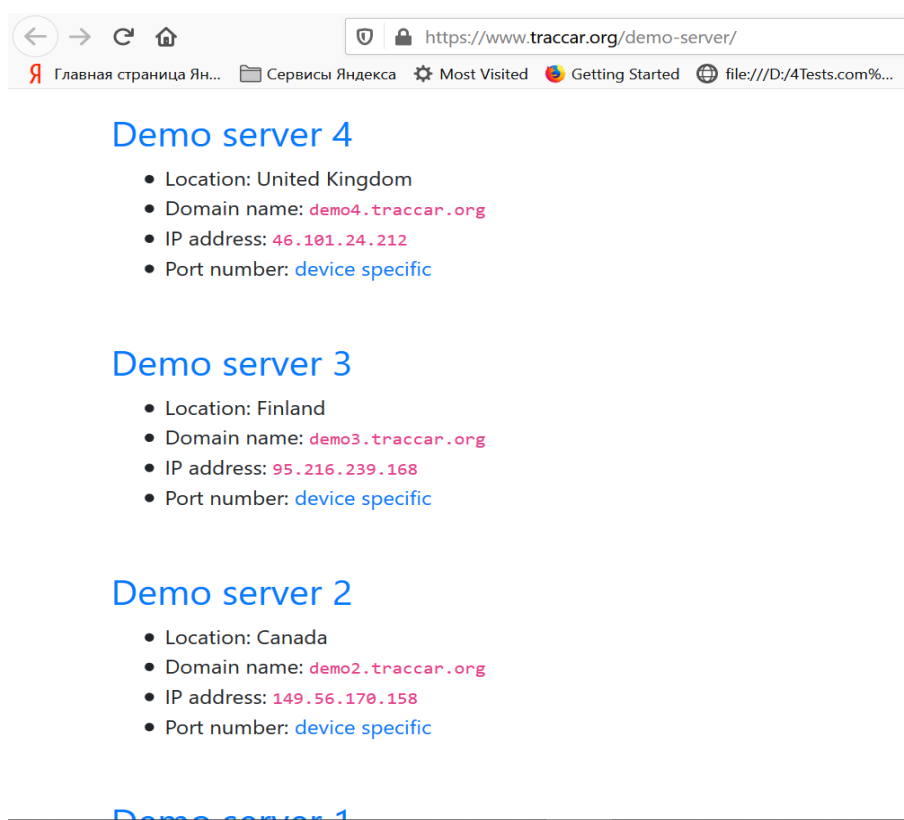 https://www.traccar.org/demo-server/
Я Главная страница Ян... Сервисы Яндекса Most Visited Getting Started file:///D:/4Tests.com%...
Demo server 4
• Location: United Kingdom
• Domain name: demo4.traccar.org
• IP address: 46.101.24.212
• Port number: device specific
Demo server 3
• Location: Finland
• Domain name: demo3.traccar.org
• IP address: 95.216.239.168
• Port number: device specific
Demo server 2
• Location: Canada
• Domain name: demo2.traccar.org
• IP address: 149.56.170.158
• Port number: device specific
Demo server 1